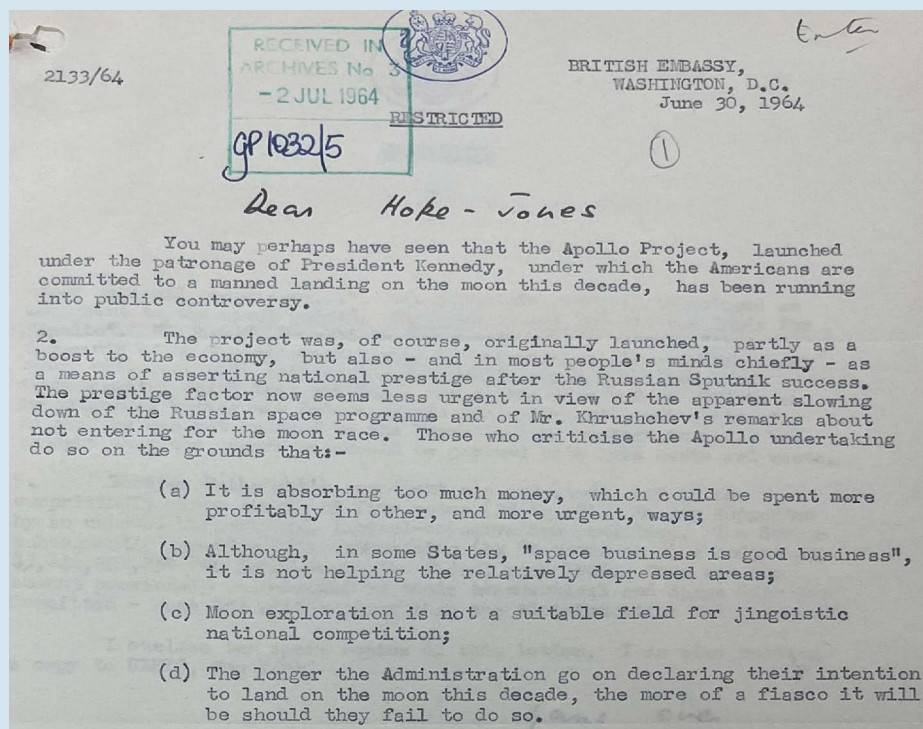 Enter
2133/64
RECEIVED IN
ARCHIVES No 3
-2 JUL 1964
GP1032/5
RESTRICTED
BRITISH EMBASSY,
WASHINGTON, D.C.
June 30, 1964
1
Dear Hope-Jones
You may perhaps have seen that the Apollo Project, launched
under the patronage of President Kennedy, under which the Americans are
committed to a manned landing on the moon this decade, has been running
into public controversy.
2. The project was, of course, originally launched, partly as a
boost to the economy, but also - and in most people's minds chiefly - as
a means of asserting national prestige after the Russian Sputnik success.
The prestige factor now seems less urgent in view of the apparent slowing
down of the Russian space programme and of Mr. Khrushchev's remarks about
not entering for the moon race. Those who criticise the Apollo undertaking
do so on the grounds that:-
(a) It is absorbing too much money, which could be spent more
profitably in other, and more urgent, ways;
(b) Although, in some States, "space business is good business",
it is not helping the relatively depressed areas;
(c) Moon exploration is not a suitable field for jingoistic
national competition;
(d) The longer the Administration go on declaring their intention
to land on the moon this decade, the more of a fiasco it will
be should they fail to do so.